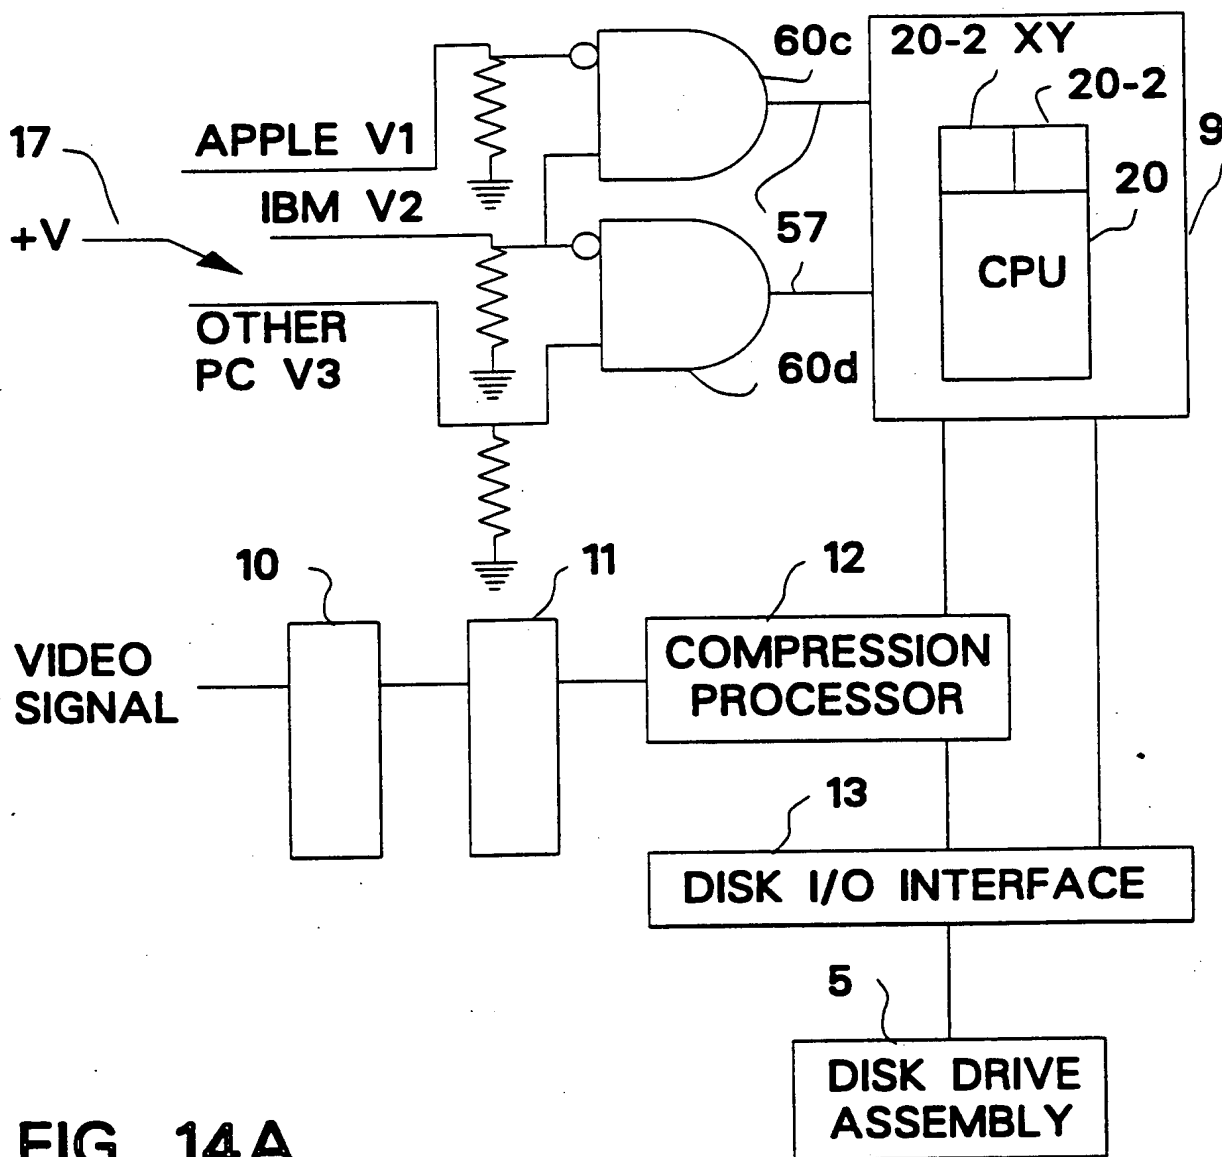 60c
20-2 XY
20-2
17
APPLE V1
9
IBM V2
20
+V
57
CPU
OTHER
PC V3
60d
10
11
12
VIDEO
SIGNAL
COMPRESSION
PROCESSOR
13
DISK I/O INTERFACE
5
DISK DRIVE
ASSEMBLY
FIG. 14A